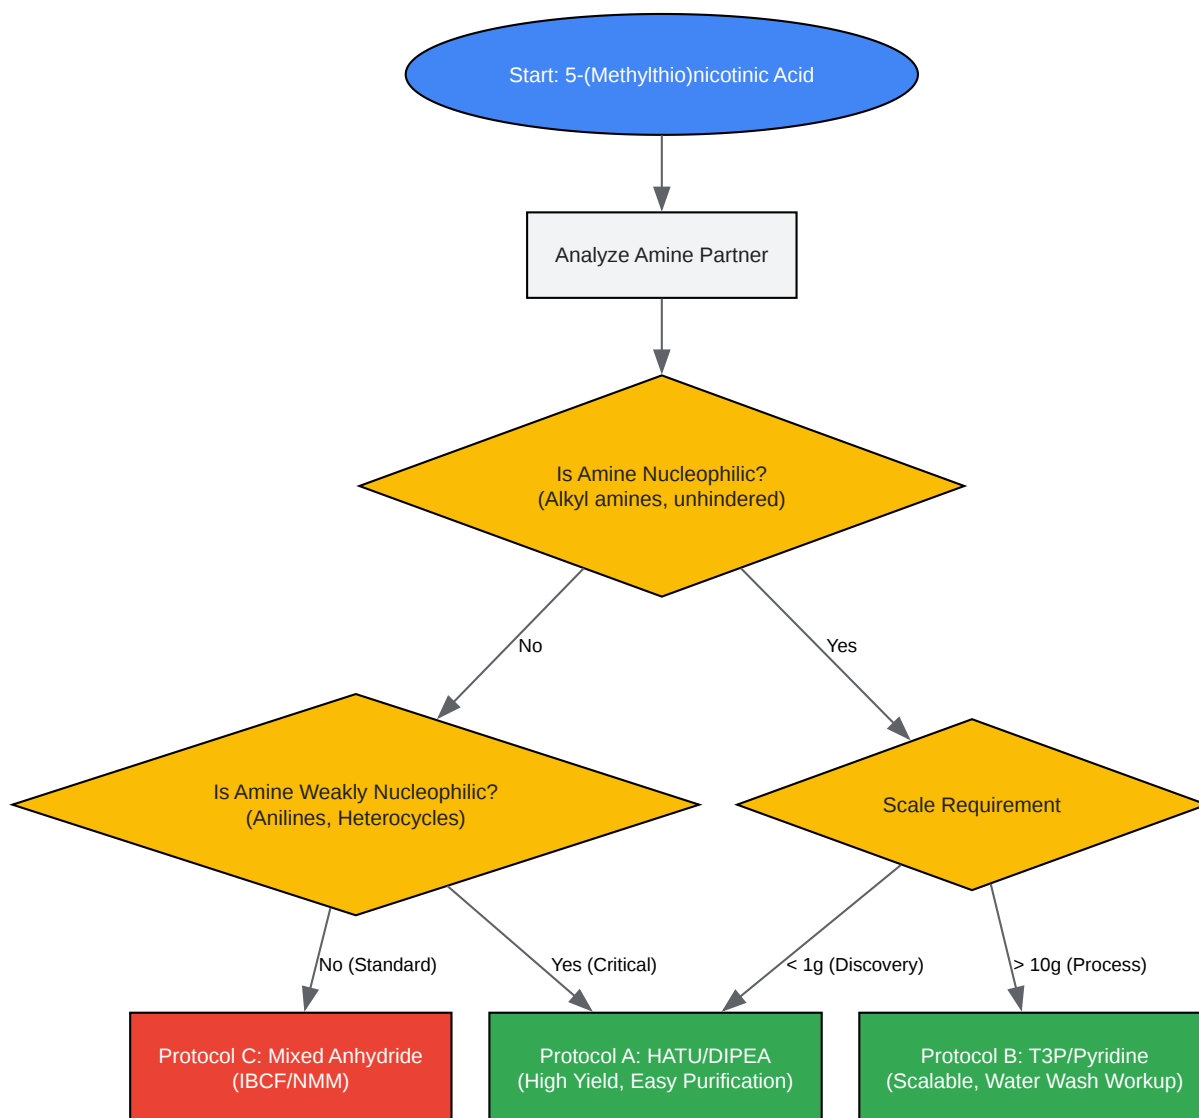 Start: 5-(Methylthio)nicotinic Acid
Analyze Amine Partner
Is Amine Nucleophilic?
(Alkyl amines, unhindered)
No
Yes
Is Amine Weakly Nucleophilic?
(Anilines, Heterocycles)
Scale Requirement
No (Standard)
Yes (Critical)
< 1g (Discovery)
> 10g (Process)
Protocol C: Mixed Anhydride
(IBCF/NMM)
Protocol A: HATU/DIPEA
(High Yield, Easy Purification)
Protocol B: T3P/Pyridine
(Scalable, Water Wash Workup)